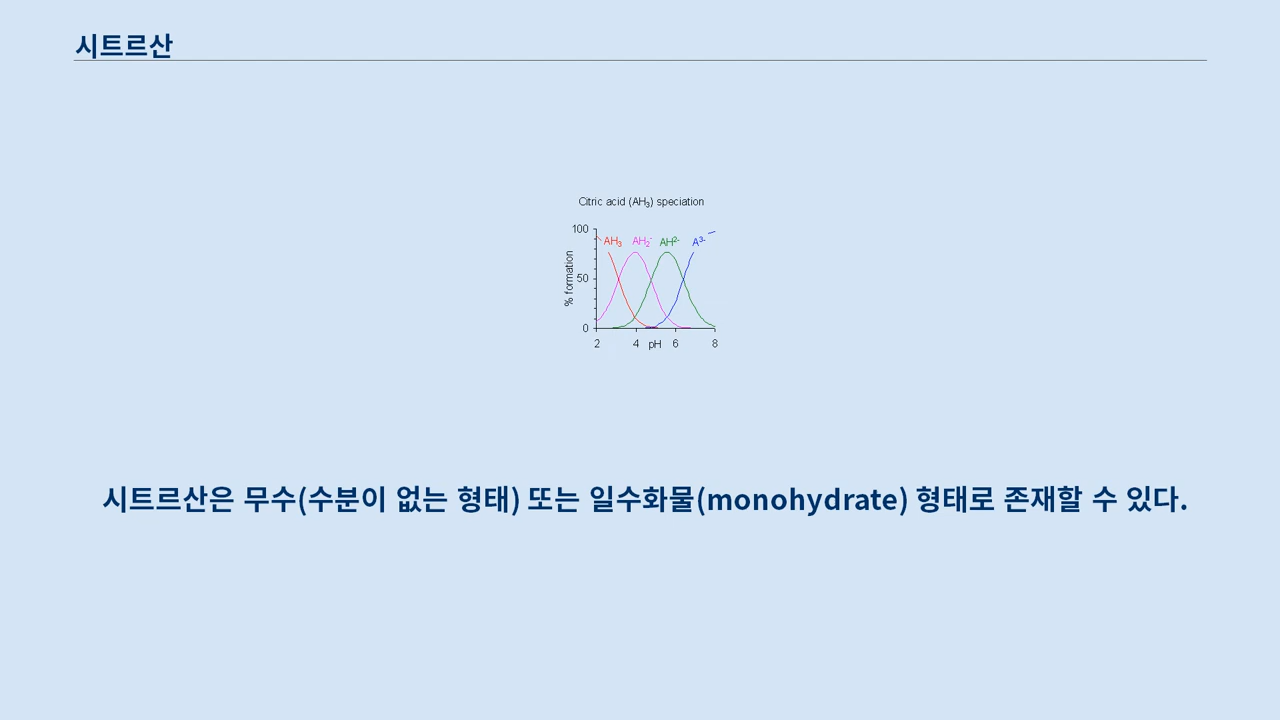 시트르산
Citric acid (AH₃) speciation
100
AH₃ AH₂⁻ AH²⁻ A³⁻
% formation
50
0
2 4 pH 6 8
시트르산은 무수(수분이 없는 형태) 또는 일수화물(monohydrate) 형태로 존재할 수 있다.